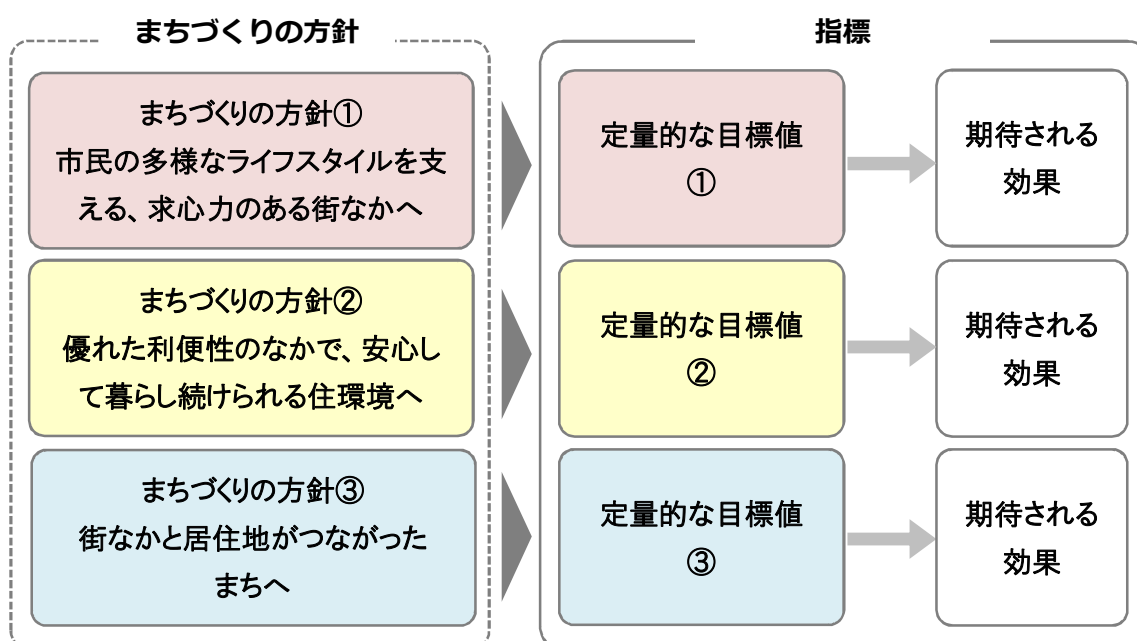 まちづくりの方針
指標
まちづくりの方針①
市民の多様なライフスタイルを支
える、求心力のある街なかへ
定量的な目標値
①
期待される
効果
まちづくりの方針②
優れた利便性のなかで、安心し
て暮らし続けられる住環境へ
定量的な目標値
②
期待される
効果
まちづくりの方針③
街なかと居住地がつながった
まちへ
定量的な目標値
③
期待される
効果